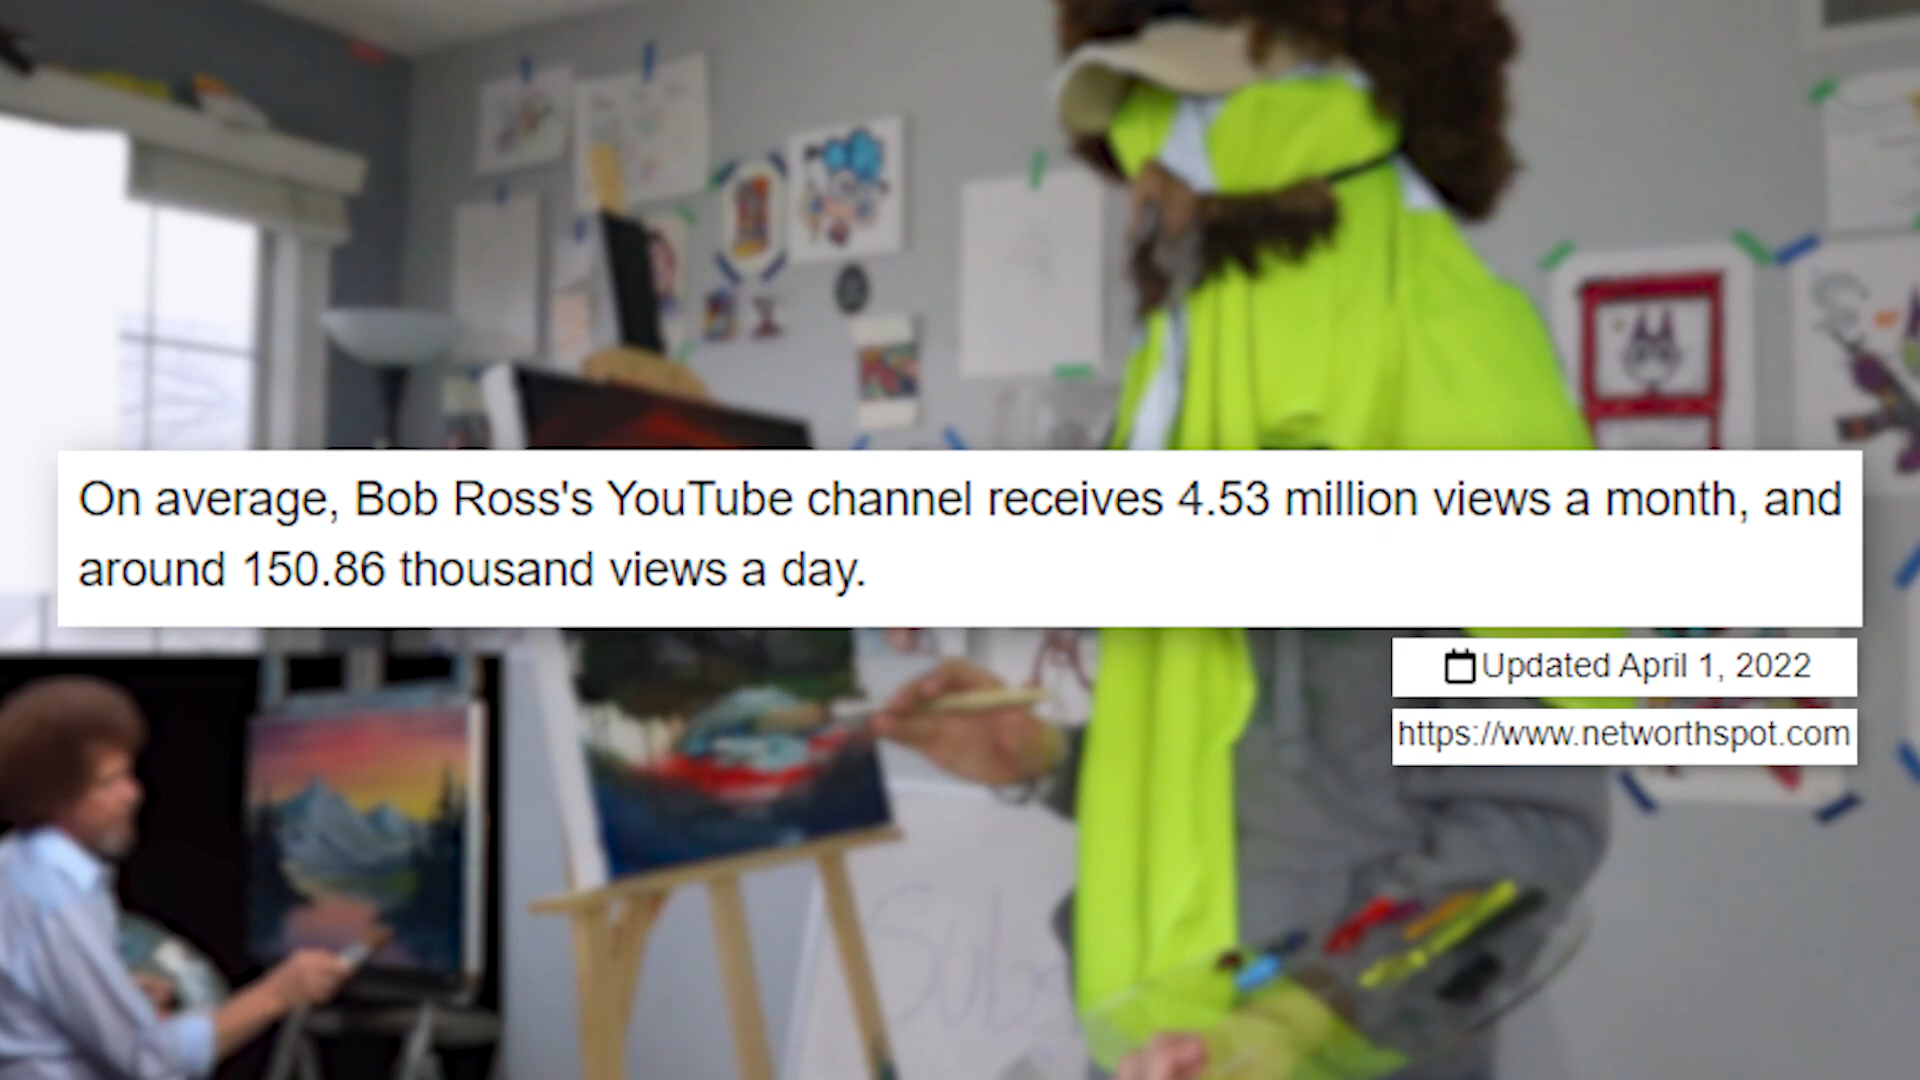 On average, Bob Ross's YouTube channel receives 4.53 million views a month, and
around 150.86 thousand views a day.
Updated April 1, 2022
https://www.networthspot.com
Subs